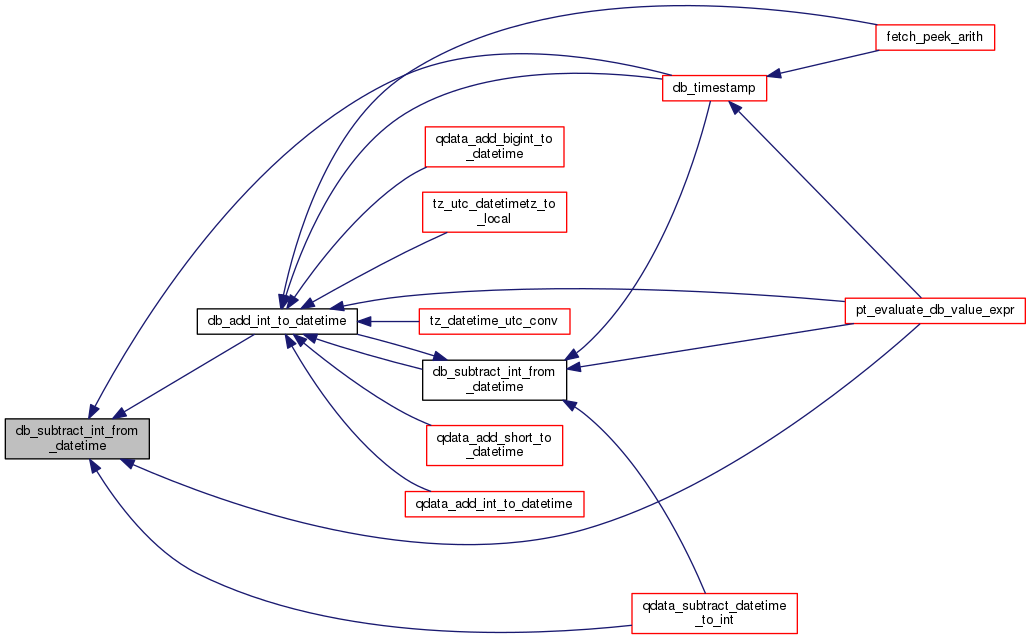 fetch_peek_arith
db_timestamp
qdata_add_bigint_to
_datetime
tz_utc_datetimetz_to
_local
db_add_int_to_datetime
tz_datetime_utc_conv
pt_evaluate_db_value_expr
db_subtract_int_from
_datetime
db_subtract_int_from
_datetime
qdata_add_short_to
_datetime
qdata_add_int_to_datetime
qdata_subtract_datetime
_to_int